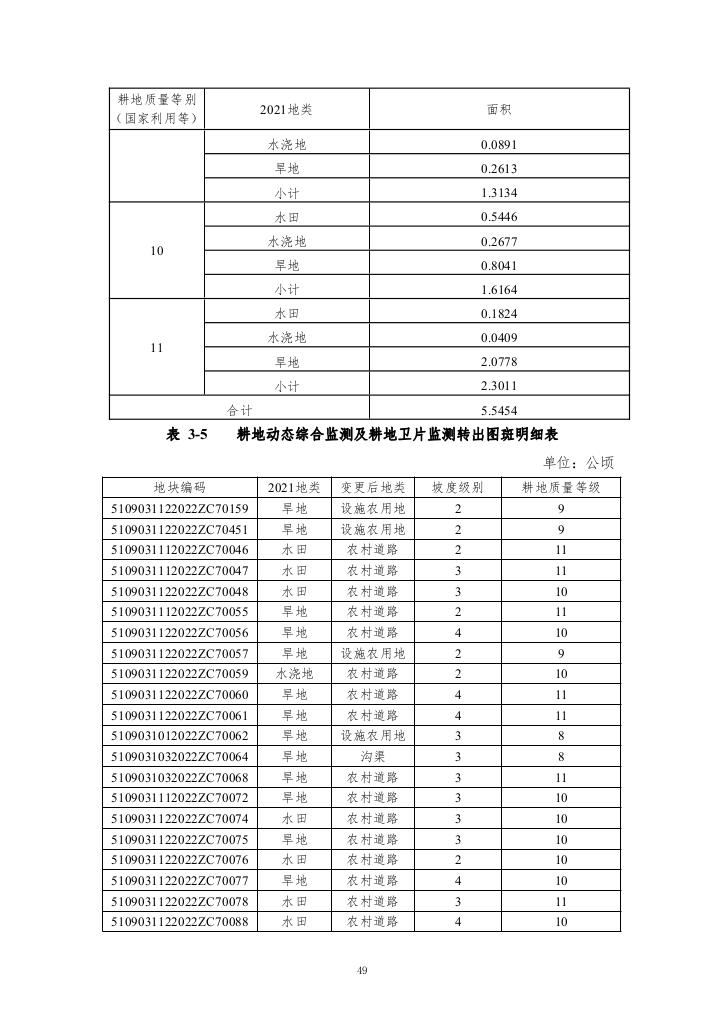 耕地质量等别
（国家利用等） 2021地类 面积
水浇地 0.0891
旱地 0.2613
小计 1.3134
10 水田 0.5446
水浇地 0.2677
旱地 0.8041
小计 1.6164
11 水田 0.1824
水浇地 0.0409
旱地 2.0778
小计 2.3011
合计 5.5454
表 3-5 耕地动态综合监测及耕地卫片监测转出图斑明细表
单位：公顷
地块编码 2021地类 变更后地类 坡度级别 耕地质量等级
5109031122022ZC70159 旱地 设施农用地 2 9
5109031122022ZC70451 旱地 设施农用地 2 9
5109031112022ZC70046 水田 农村道路 2 11
5109031112022ZC70047 水田 农村道路 3 11
5109031122022ZC70048 水田 农村道路 3 10
5109031112022ZC70055 旱地 农村道路 2 11
5109031122022ZC70056 旱地 农村道路 4 10
5109031122022ZC70057 旱地 设施农用地 2 9
5109031122022ZC70059 水浇地 农村道路 2 10
5109031122022ZC70060 旱地 农村道路 4 11
5109031122022ZC70061 旱地 农村道路 4 11
5109031012022ZC70062 旱地 设施农用地 3 8
5109031032022ZC70064 旱地 沟渠 3 8
5109031032022ZC70068 旱地 农村道路 3 11
5109031112022ZC70072 旱地 农村道路 3 10
5109031122022ZC70074 水田 农村道路 3 10
5109031122022ZC70075 旱地 农村道路 3 10
5109031122022ZC70076 水田 农村道路 2 10
5109031122022ZC70077 旱地 农村道路 4 10
5109031122022ZC70078 水田 农村道路 3 11
5109031122022ZC70088 水田 农村道路 4 10
49